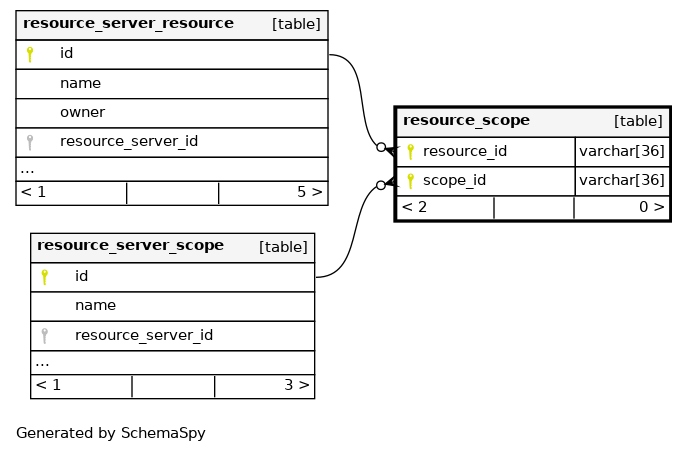 resource_server_resource [table]
id
name
owner
resource_server_id
...
< 1 5 >
resource_scope [table]
resource_id varchar[36]
scope_id varchar[36]
< 2 0 >
resource_server_scope [table]
id
name
resource_server_id
...
< 1 3 >
Generated by SchemaSpy